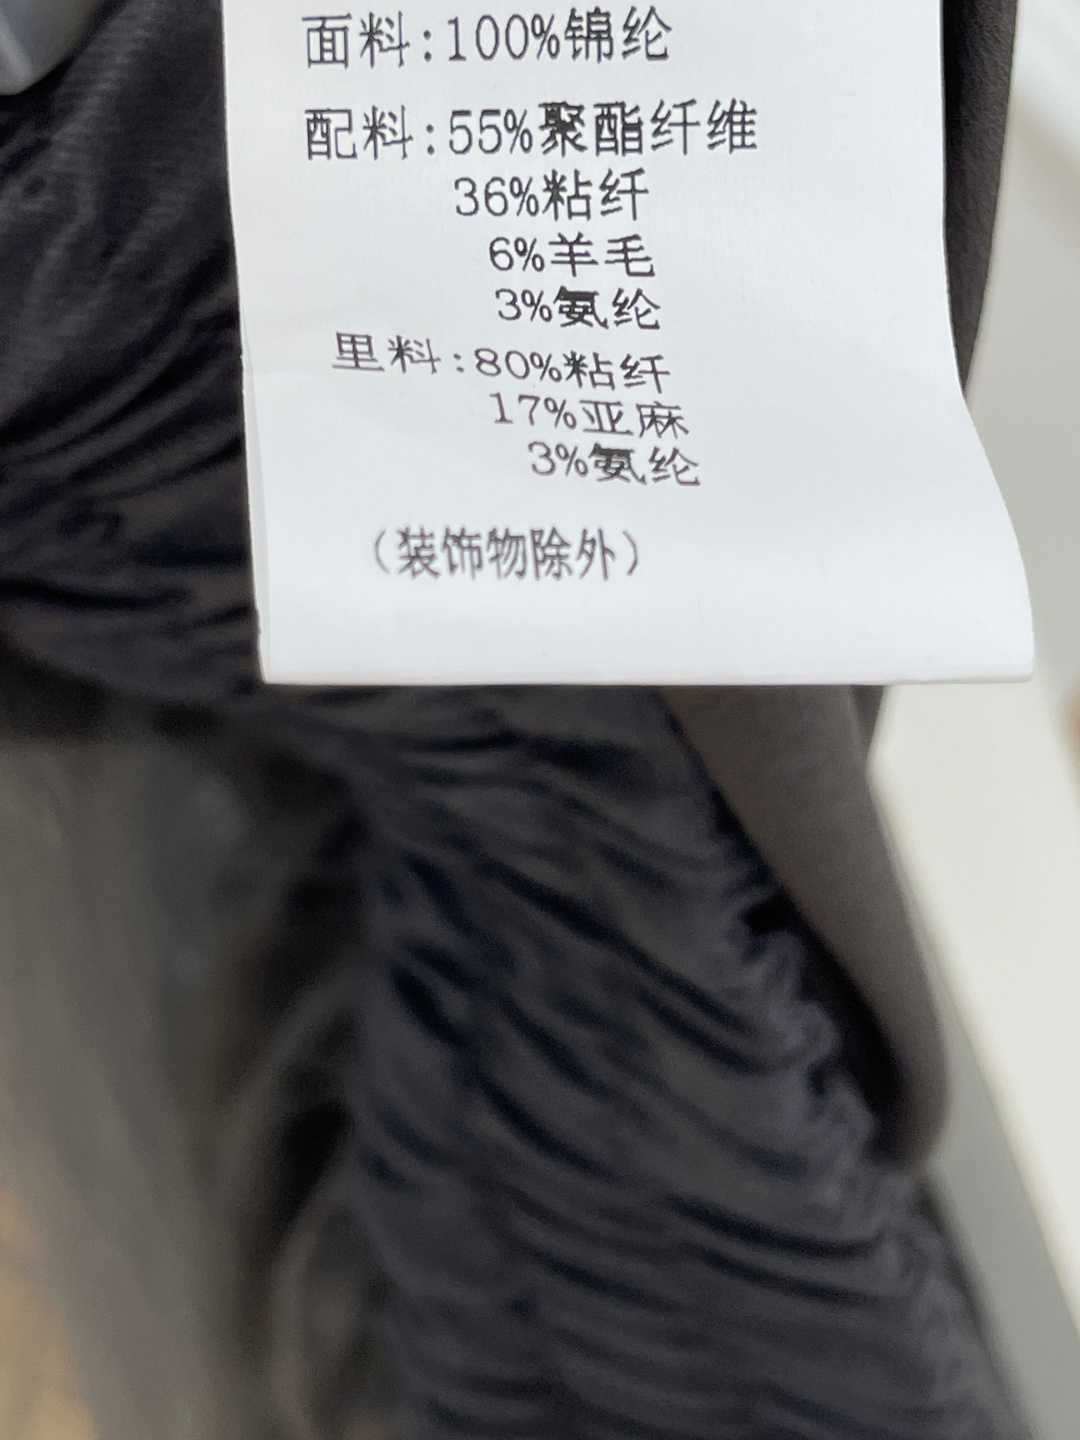 面料:100%锦纶
配料:55%聚酯纤维
36%粘纤
6%羊毛
3%氨纶
里料:80%粘纤
17%亚麻
3%氨纶
(装饰物除外)